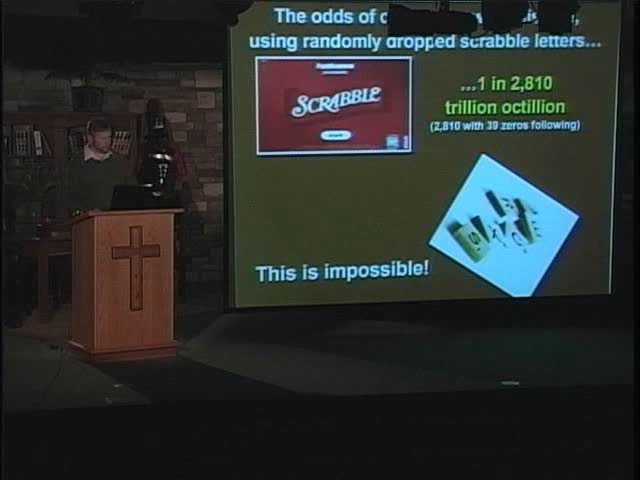 The odds of
using randomly dropped scrabble letters...
SCRABBLE
...1 in 2,810
trillion octillion
(2,810 with 39 zeros following)
This is impossible!